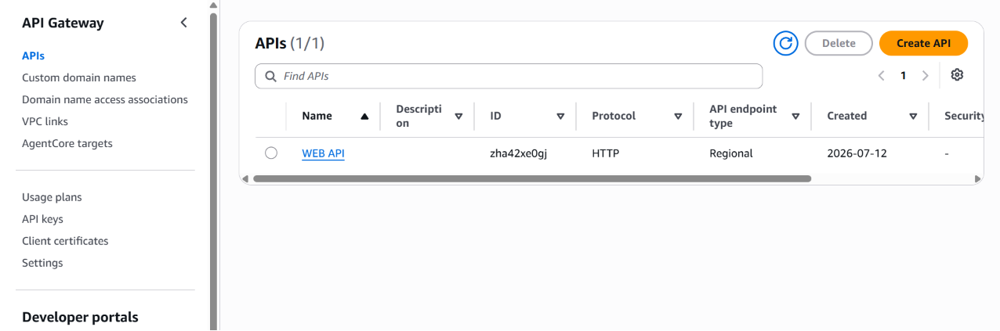 API Gateway
APIs
Custom domain names
Domain name access associations
VPC links
AgentCore targets
Usage plans
API keys
Client certificates
Settings
Developer portals
APIs (1/1)
Delete
Create API
Find APIs
1
Name
Descripti
on
ID
Protocol
API endpoint
type
Created
Security
WEB API
zha42xe0gj
HTTP
Regional
2026-07-12
-